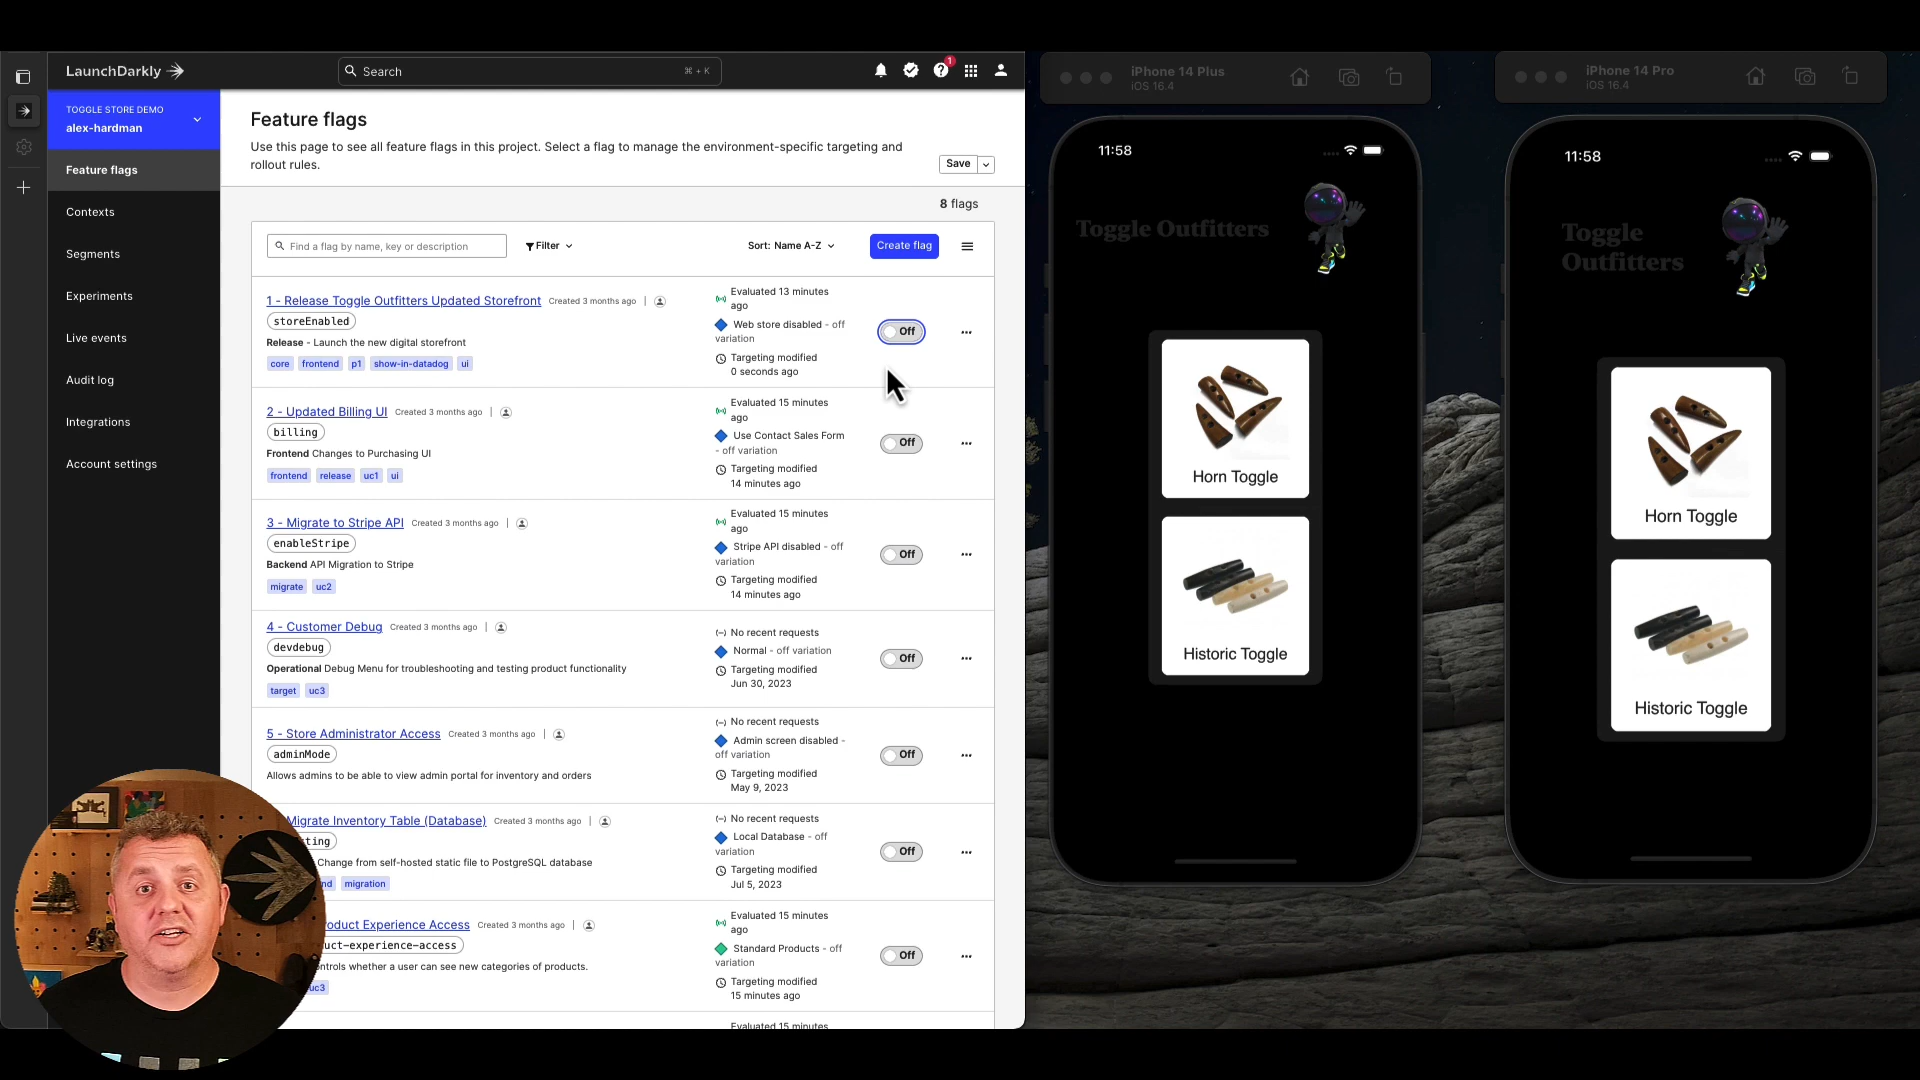 LaunchDarkly
Search
⌘ + K
1
TOGGLE STORE DEMO
alex-hardman
Feature flags
Contexts
Segments
Experiments
Live events
Audit log
Integrations
Account settings
Feature flags
Use this page to see all feature flags in this project. Select a flag to manage the environment-specific targeting and
rollout rules.
Save
8 flags
Find a flag by name, key or description
Filter
Sort: Name A-Z
Create flag
1 - Release Toggle Outfitters Updated Storefront Created 3 months ago
storeEnabled
Release - Launch the new digital storefront
core frontend p1 show-in-datadog ui
Evaluated 13 minutes
ago
Web store disabled - off
variation
Targeting modified
0 seconds ago
Off
2 - Updated Billing UI Created 3 months ago
billing
Frontend Changes to Purchasing UI
frontend release uc1 ui
Evaluated 15 minutes
ago
Use Contact Sales Form
- off variation
Targeting modified
14 minutes ago
Off
3 - Migrate to Stripe API Created 3 months ago
enableStripe
Backend API Migration to Stripe
migrate uc2
Evaluated 15 minutes
ago
Stripe API disabled - off
variation
Targeting modified
14 minutes ago
Off
4 - Customer Debug Created 3 months ago
devdebug
Operational Debug Menu for troubleshooting and testing product functionality
target uc3
No recent requests
Normal - off variation
Targeting modified
Jun 30, 2023
Off
5 - Store Administrator Access Created 3 months ago
adminMode
Allows admins to be able to view admin portal for inventory and orders
No recent requests
Admin screen disabled -
off variation
Targeting modified
May 9, 2023
Off
Migrate Inventory Table (Database) Created 3 months ago
ting
Change from self-hosted static file to PostgreSQL database
nd migration
No recent requests
Local Database - off
variation
Targeting modified
Jul 5, 2023
Off
oduct Experience Access Created 3 months ago
uct-experience-access
ontrols whether a user can see new categories of products.
uc3
Evaluated 15 minutes
ago
Standard Products - off
variation
Targeting modified
15 minutes ago
Off
Evaluated 15 minutes
iPhone 14 Plus
iOS 16.4
11:58
Toggle Outfitters
Horn Toggle
Historic Toggle
iPhone 14 Pro
iOS 16.4
11:58
Toggle
Outfitters
Horn Toggle
Historic Toggle